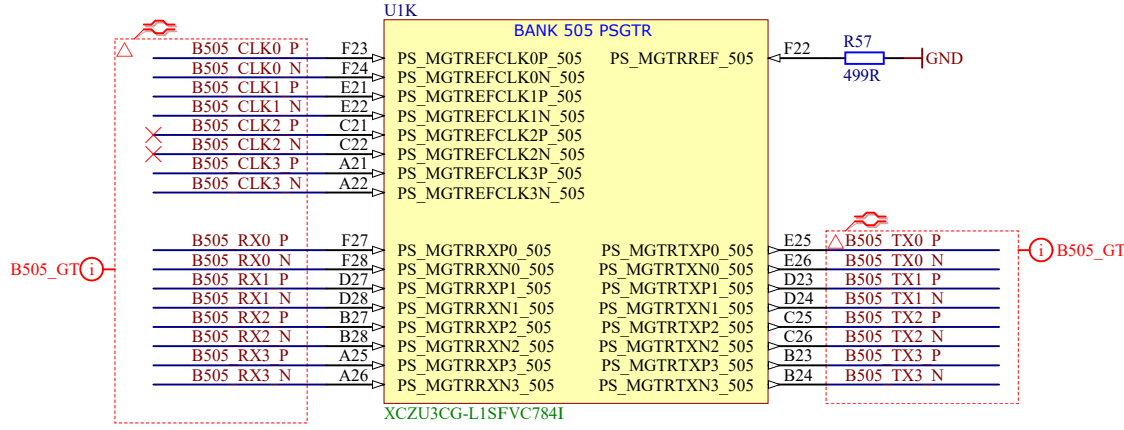 U1K
BANK 505 PSGTR
B505_CLK0_P F23 PS_MGTREFCLK0P_505 PS_MGTRREF_505 F22 R57 499R GND
B505_CLK0_N F24 PS_MGTREFCLK0N_505
B505_CLK1_P E21 PS_MGTREFCLK1P_505
B505_CLK1_N E22 PS_MGTREFCLK1N_505
B505_CLK2_P C21 PS_MGTREFCLK2P_505
B505_CLK2_N C22 PS_MGTREFCLK2N_505
B505_CLK3_P A21 PS_MGTREFCLK3P_505
B505_CLK3_N A22 PS_MGTREFCLK3N_505
B505_RX0_P F27 PS_MGTRRXP0_505 PS_MGTRTXP0_505 E25 B505_TX0_P
B505_GT i B505_RX0_N F28 PS_MGTRRXN0_505 PS_MGTRTXN0_505 E26 B505_TX0_N i B505_GT
B505_RX1_P D27 PS_MGTRRXP1_505 PS_MGTRTXP1_505 D23 B505_TX1_P
B505_RX1_N D28 PS_MGTRRXN1_505 PS_MGTRTXN1_505 D24 B505_TX1_N
B505_RX2_P B27 PS_MGTRRXP2_505 PS_MGTRTXP2_505 C25 B505_TX2_P
B505_RX2_N B28 PS_MGTRRXN2_505 PS_MGTRTXN2_505 C26 B505_TX2_N
B505_RX3_P A25 PS_MGTRRXP3_505 PS_MGTRTXP3_505 B23 B505_TX3_P
B505_RX3_N A26 PS_MGTRRXN3_505 PS_MGTRTXN3_505 B24 B505_TX3_N
XCZU3CG-L1SFVC784I